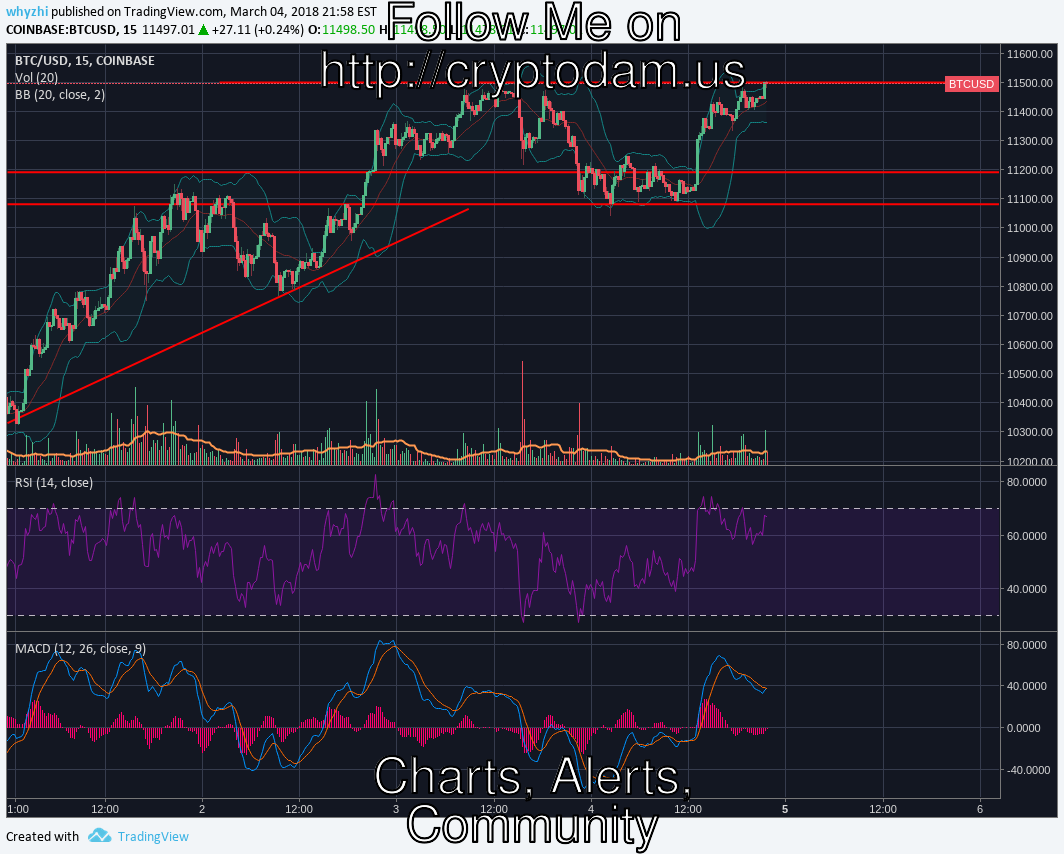 whyzhi published on TradingView.com, March 04, 2018 21:58 EST
COINBASE:BTCUSD, 15 11497.01 ▲ +27.11 (+0.24%) O:11498.50
Follow Me on
http://cryptodam.us
BTC/USD, 15, COINBASE
Vol (20)
BB (20, close, 2)
BTCUSD
11600.00
11500.00
11400.00
11300.00
11200.00
11100.00
11000.00
10900.00
10800.00
10700.00
10600.00
10500.00
10400.00
10300.00
10200.00
RSI (14, close)
80.0000
60.0000
40.0000
MACD (12, 26, close, 9)
80.0000
40.0000
0.0000
-40.0000
Charts, Alerts,
Community
1:00 12:00 2 12:00 3 12:00 4 12:00 5 12:00 6
Created with TradingView